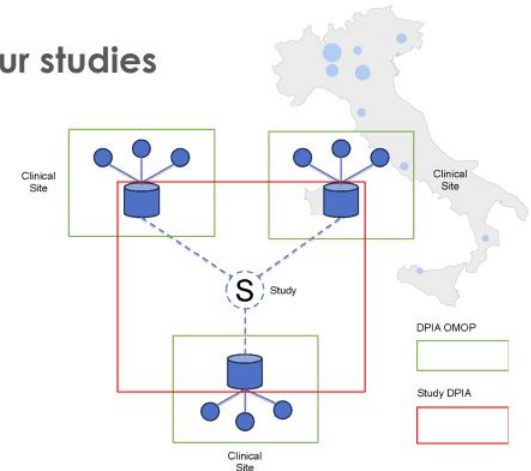 ur studies
Clinical
Site
Clinical
Site
S
Study
DPIA OMOP
Study DPIA
Clinical
Site